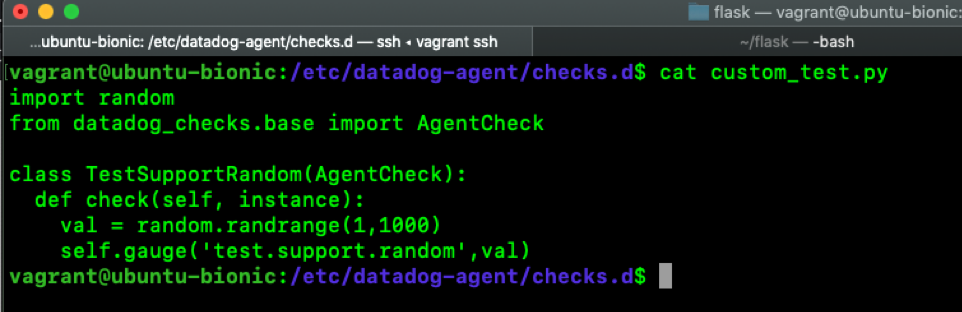 flask — vagrant@ubuntu-bionic:
...ubuntu-bionic: /etc/datadog-agent/checks.d — ssh ◂ vagrant ssh
~/flask — -bash
[vagrant@ubuntu-bionic:/etc/datadog-agent/checks.d$ cat custom_test.py
import random
from datadog_checks.base import AgentCheck

class TestSupportRandom(AgentCheck):
  def check(self, instance):
    val = random.randrange(1,1000)
    self.gauge('test.support.random',val)
vagrant@ubuntu-bionic:/etc/datadog-agent/checks.d$